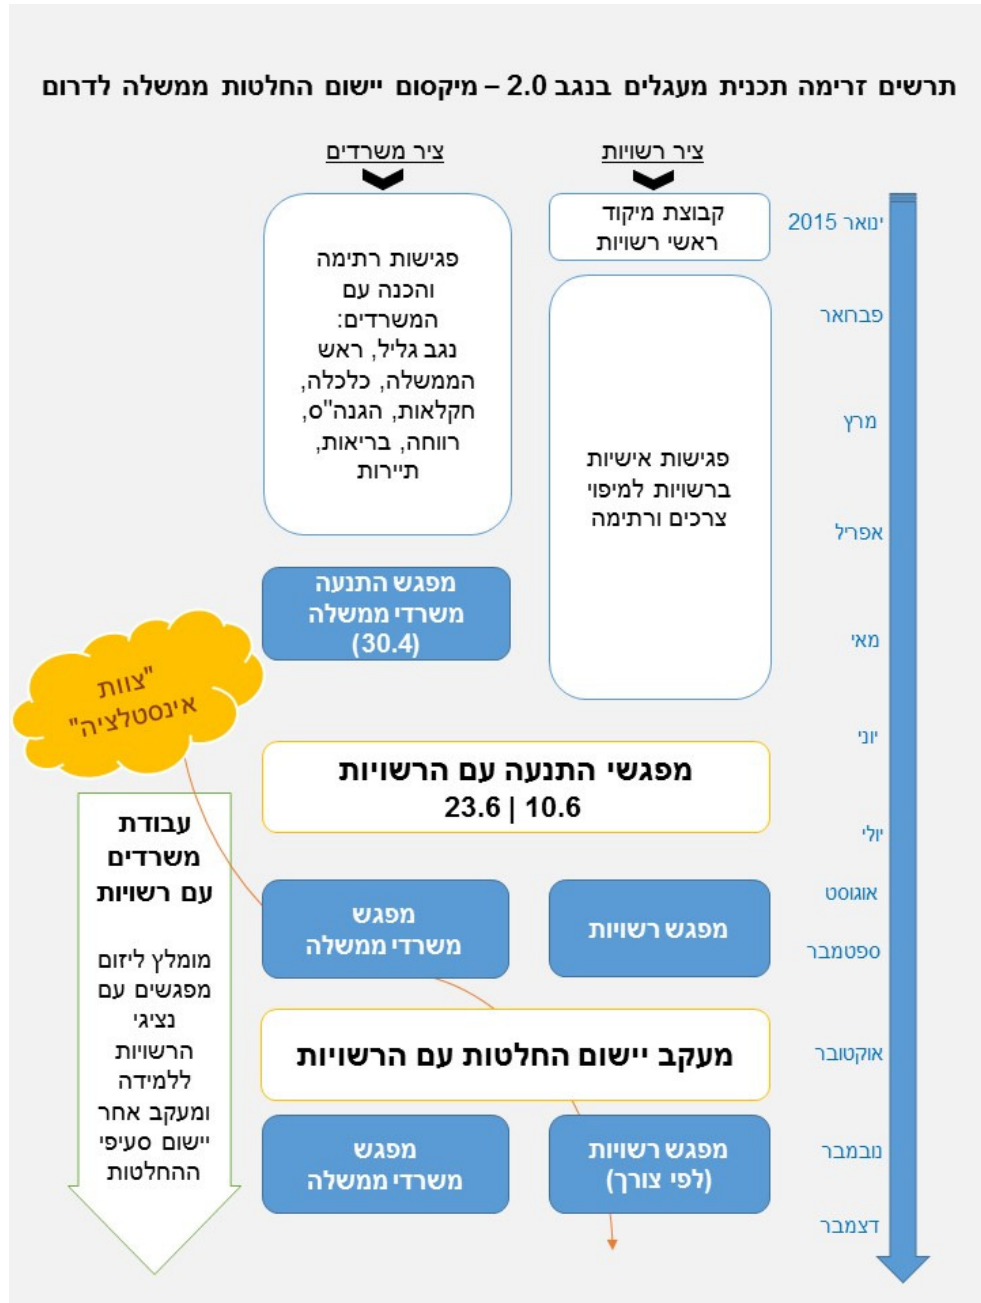 תרשים זרימה תכנית מעגלים בנגב 2.0 – מיקסום יישום החלטות ממשלה לדרום
ציר רשויות
ציר משרדים
ינואר 2015
פברואר
מרץ
אפריל
מאי
יוני
יולי
אוגוסט
ספטמבר
אוקטובר
נובמבר
דצמבר
קבוצת מיקוד
ראשי רשויות
פגישות אישיות
ברשויות למיפוי
צרכים ורתימה
פגישות רתימה
והכנה עם
המשרדים:
נגב גליל, ראש
הממשלה, כלכלה,
חקלאות, הגנה"ס,
רווחה, בריאות,
תיירות
מפגש התנעה
משרדי ממשלה
(30.4)
"צוות
אינסטלציה"
מפגשי התנעה עם הרשויות
10.6 | 23.6
מפגש רשויות
מפגש
משרדי ממשלה
מעקב יישום החלטות עם הרשויות
מפגש רשויות
(לפי צורך)
מפגש
משרדי ממשלה
עבודת
משרדים
עם רשויות
מומלץ ליזום
מפגשים עם
נציגי
הרשויות
ללמידה
ומעקב אחר
יישום סעיפי
ההחלטות